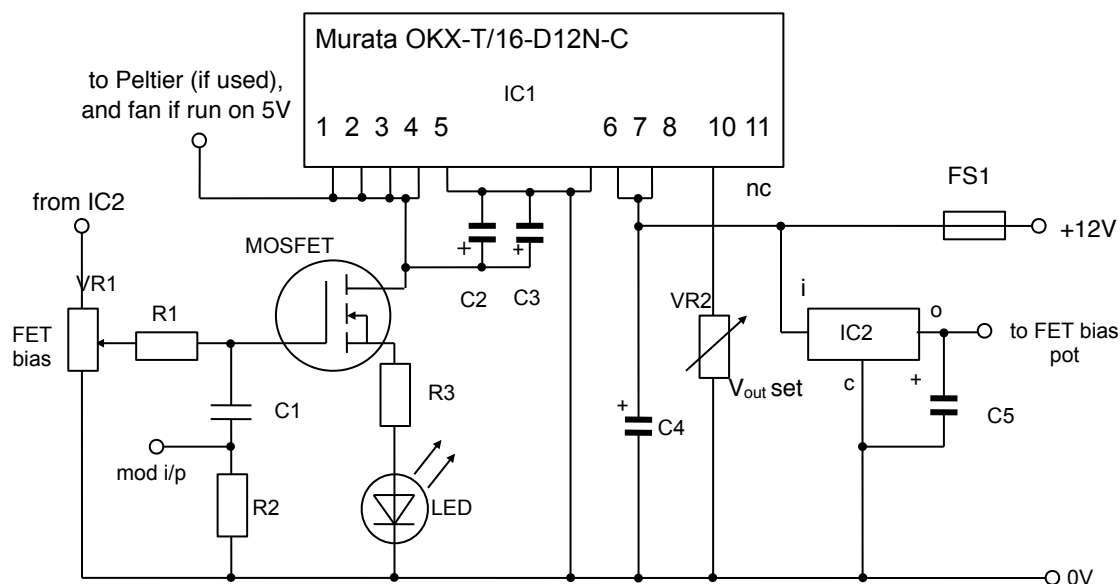 Murata OKX-T/16-D12N-C
IC1
1 2 3 4 5 6 7 8 10 11
to Peltier (if used),
and fan if run on 5V
nc
FS1
+12V
from IC2
MOSFET
VR1
R1
FET
bias
+
C2
+
C3
VR2
V_out set
i
IC2
o
c
to FET bias
pot
+
C5
+
C4
R3
C1
mod i/p
R2
LED
0V